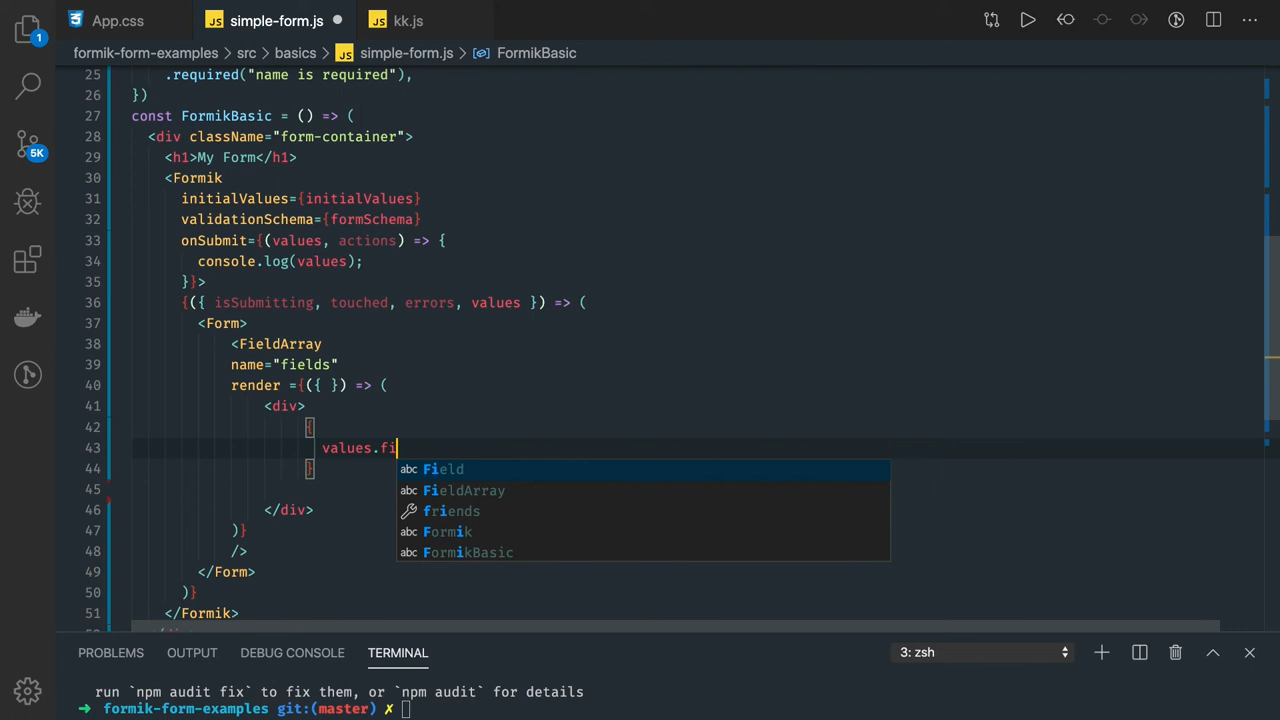 App.css
JS simple-form.js
JS kk.js
formik-form-examples > src > basics > JS simple-form.js > FormikBasic
1
5K
25 .required("name is required"),
26 })
27 const FormikBasic = () => (
28 <div className="form-container">
29 <h1>My Form</h1>
30 <Formik
31 initialValues={initialValues}
32 validationSchema={formSchema}
33 onSubmit={(values, actions) => {
34 console.log(values);
35 }}>
36 {({ isSubmitting, touched, errors, values }) => (
37 <Form>
38 <FieldArray
39 name="fields"
40 render ={({ }) => (
41 <div>
42 {
43 values.fi
44 }
45
46 </div>
47 )}
48 />
49 </Form>
50 )}
51 </Formik>
abc Field
abc FieldArray
friends
abc Formik
abc FormikBasic
PROBLEMS OUTPUT DEBUG CONSOLE TERMINAL 3: zsh
run `npm audit fix` to fix them, or `npm audit` for details
➜ formik-form-examples git:(master) ✗